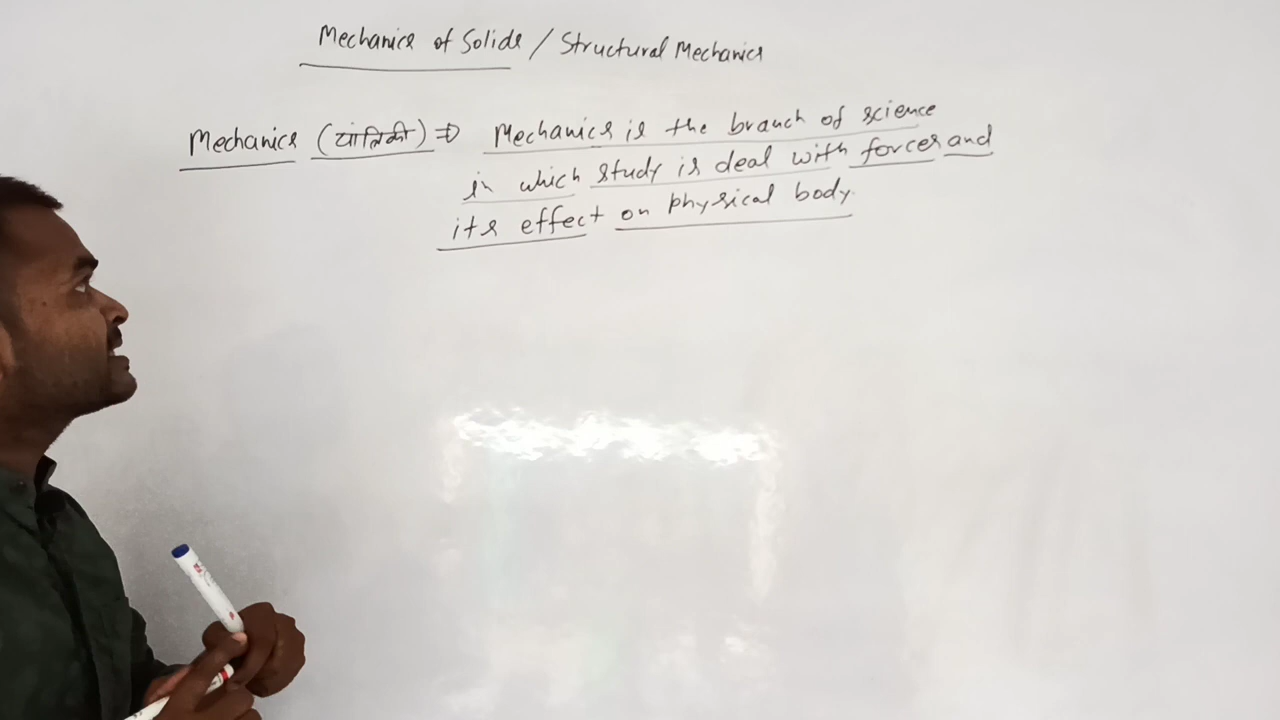 Mechanics of Solids / Structural Mechanics
Mechanics (यांत्रिकी) ⇒ Mechanics is the branch of science
in which study is deal with forces and
its effect on physical body.